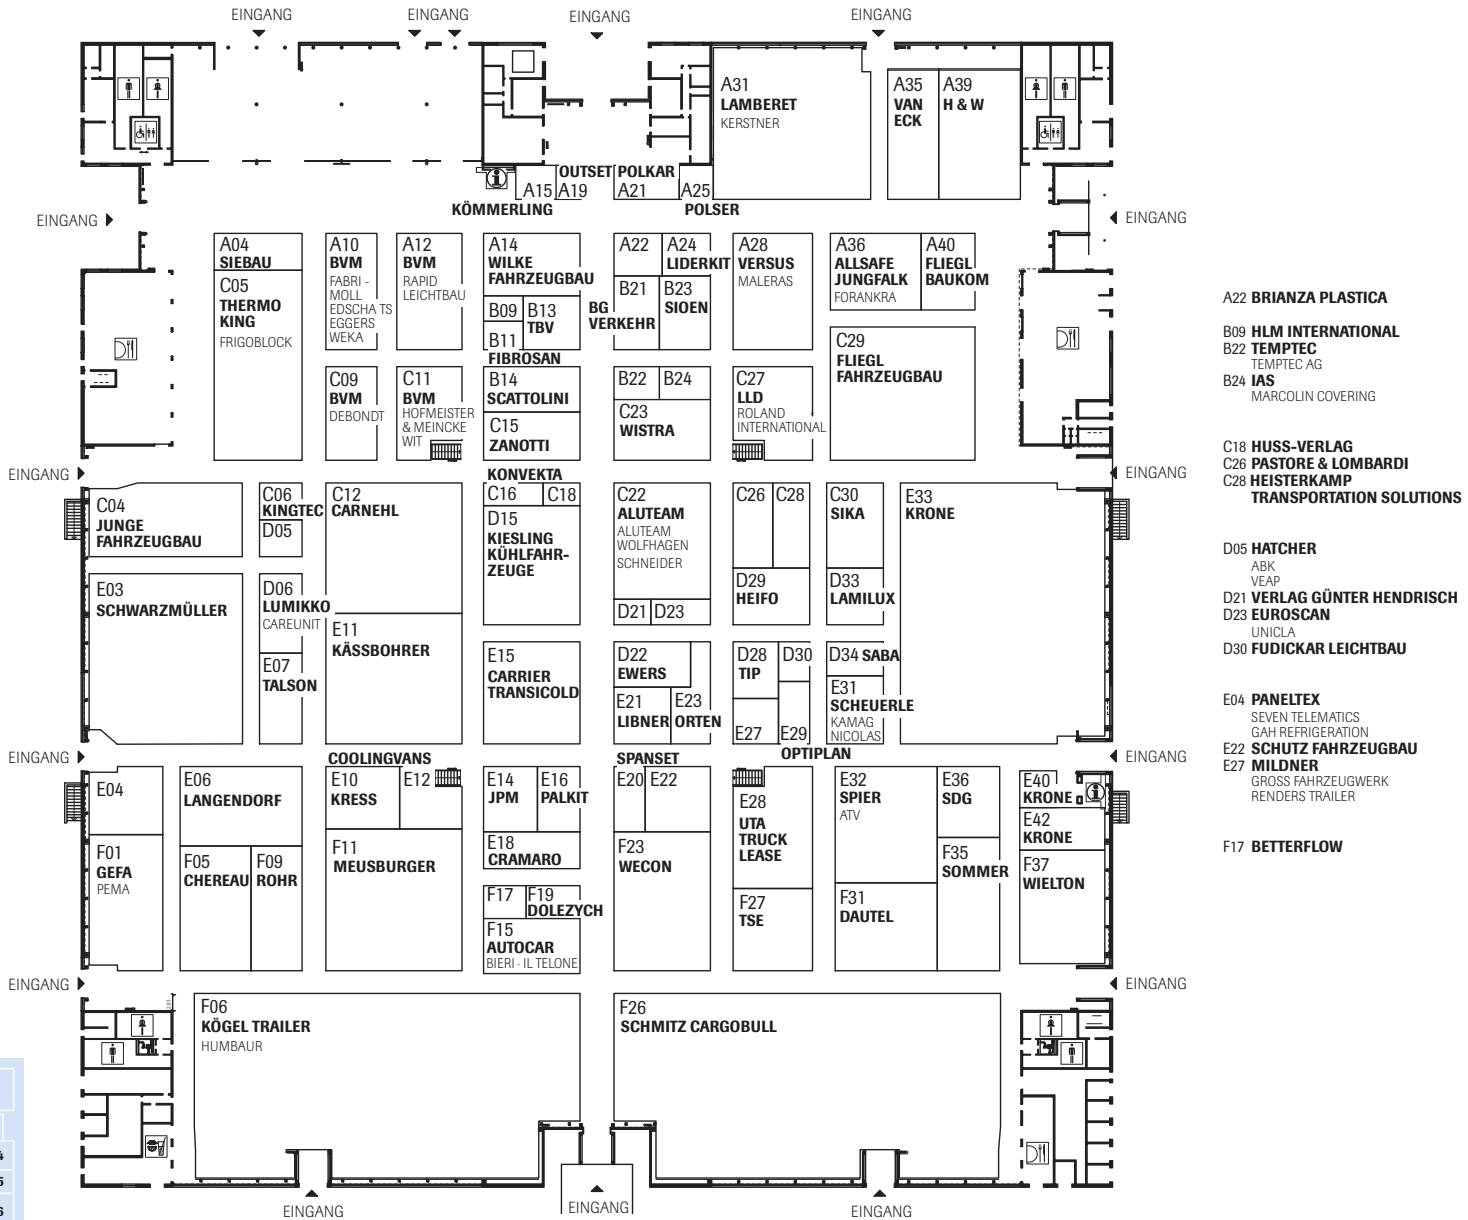 EINGANG
EINGANG
EINGANG
EINGANG
A31
LAMBERET
KERSTNER
A35
VAN
ECK
A39
H & W
OUTSET POLKAR
A15 A19
A21
A25
KÖMMERLING
POLSER
EINGANG
EINGANG
A04
SIEBAU
C05
THERMO
KING
FRIGOBLOCK
A10
BVM
FABRI -
MOLL
EDSCHA TS
EGGERS
WEKA
A12
BVM
RAPID
LEICHTBAU
A14
WILKE
FAHRZEUGBAU
B09
B13
TBV
B11
FIBROSAN
A22
A24
LIDERKIT
B21
BG
VERKEHR
B23
SIOEN
A28
VERSUS
MALERAS
A36
ALLSAFE
JUNGFALK
FORANKRA
A40
FLIEGL
BAUKOM
C09
BVM
DEBONDT
C11
BVM
HOFMEISTER
& MEINCKE
WIT
B14
SCATTOLINI
C15
ZANOTTI
B22
B24
C23
WISTRA
C27
LLD
ROLAND
INTERNATIONAL
C29
FLIEGL
FAHRZEUGBAU
EINGANG
KONVEKTA
EINGANG
C04
JUNGE
FAHRZEUGBAU
C06
KINGTEC
D05
C12
CARNEHL
C16
C18
D15
KIESLING
KÜHLFAHR-
ZEUGE
C22
ALUTEAM
ALUTEAM
WOLFHAGEN
SCHNEIDER
D21
D23
C26
C28
D29
HEIFO
C30
SIKA
D33
LAMILUX
E33
KRONE
E03
SCHWARZMÜLLER
D06
LUMIKKO
CAREUNIT
E07
TALSON
E11
KÄSSBOHRER
E15
CARRIER
TRANSICOLD
D22
EWERS
E21
LIBNER
E23
ORTEN
D28
TIP
D30
E27
E29
D34 SABA
E31
SCHEUERLE
KAMAG
NICOLAS
EINGANG
COOLINGVANS
SPANSET
OPTIPLAN
EINGANG
E04
E06
LANGENDORF
E10
KRESS
E12
E14
JPM
E16
PALKIT
E18
CRAMARO
E20
E22
E28
UTA
TRUCK
LEASE
E32
SPIER
ATV
E36
SDG
E40
KRONE
E42
KRONE
F01
GEFA
PEMA
F05
CHEREAU
F09
ROHR
F11
MEUSBURGER
F17
F19
DOLEZYCH
F15
AUTOCAR
BIERI · IL TELONE
F23
WECON
F27
TSE
F31
DAUTEL
F35
SOMMER
F37
WIELTON
EINGANG
EINGANG
F06
KÖGEL TRAILER
HUMBAUR
F26
SCHMITZ CARGOBULL
EINGANG
EINGANG
EINGANG
A22 BRIANZA PLASTICA
B09 HLM INTERNATIONAL
B22 TEMPTEC
TEMPTEC AG
B24 IAS
MARCOLIN COVERING
C18 HUSS-VERLAG
C26 PASTORE & LOMBARDI
C28 HEISTERKAMP
TRANSPORTATION SOLUTIONS
D05 HATCHER
ABK
VEAP
D21 VERLAG GÜNTER HENDRISCH
D23 EUROSCAN
UNICLA
D30 FUDICKAR LEICHTBAU
E04 PANELTEX
SEVEN TELEMATICS
GAH REFRIGERATION
E22 SCHUTZ FAHRZEUGBAU
E27 MILDNER
GROSS FAHRZEUGWERK
RENDERS TRAILER
F17 BETTERFLOW